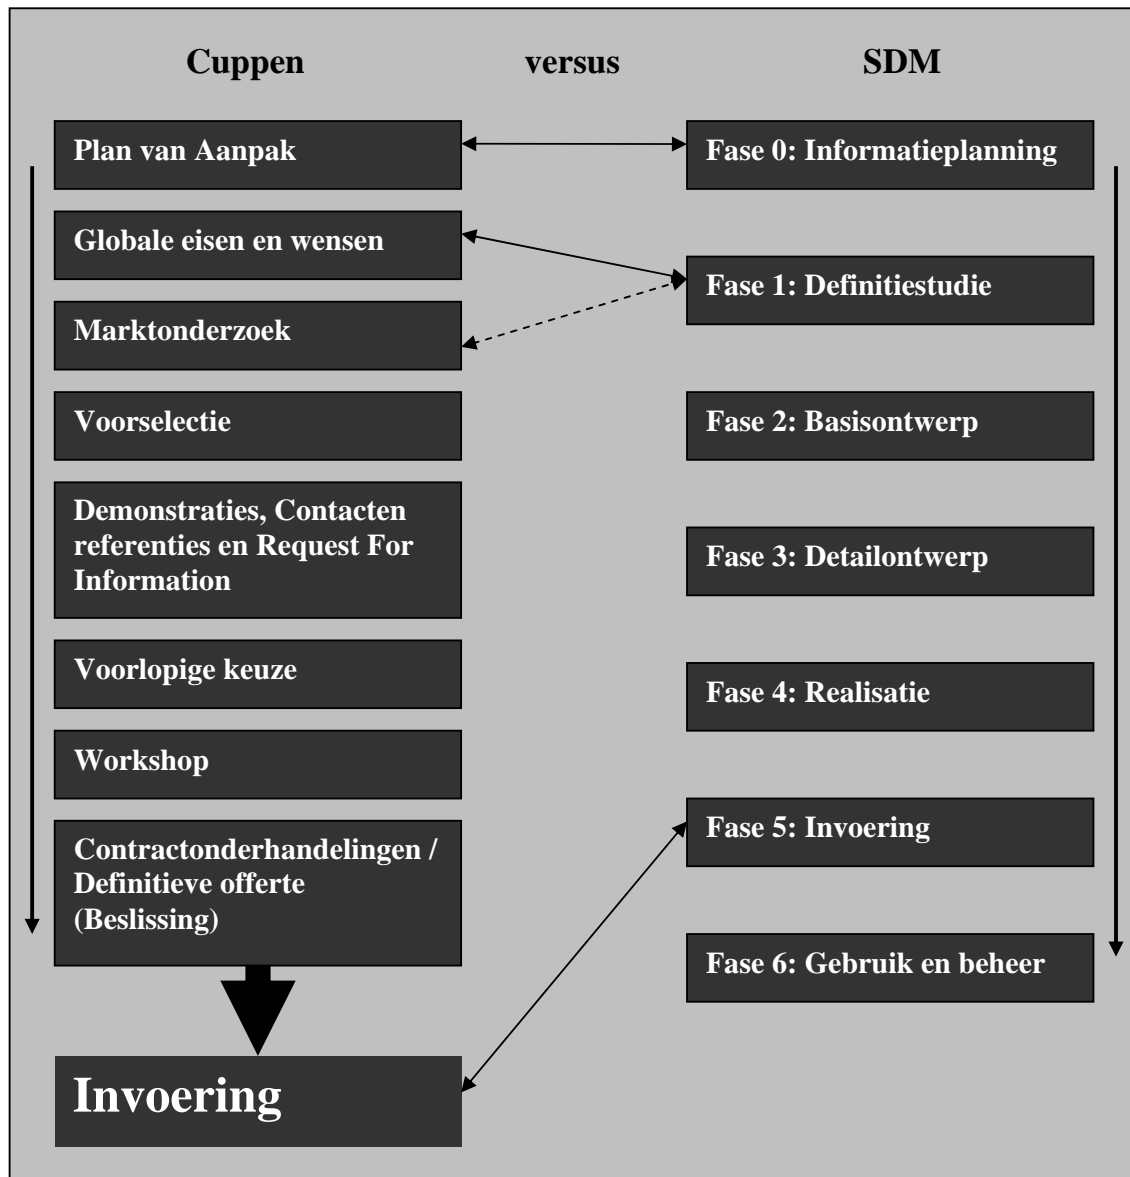 Cuppen versus SDM
Plan van Aanpak
Globale eisen en wensen
Marktonderzoek
Voorselectie
Demonstraties, Contacten
referenties en Request For
Information
Voorlopige keuze
Workshop
Contractonderhandelingen /
Definitieve offerte
(Beslissing)
Invoering
Fase 0: Informatieplanning
Fase 1: Definitiestudie
Fase 2: Basisontwerp
Fase 3: Detailontwerp
Fase 4: Realisatie
Fase 5: Invoering
Fase 6: Gebruik en beheer